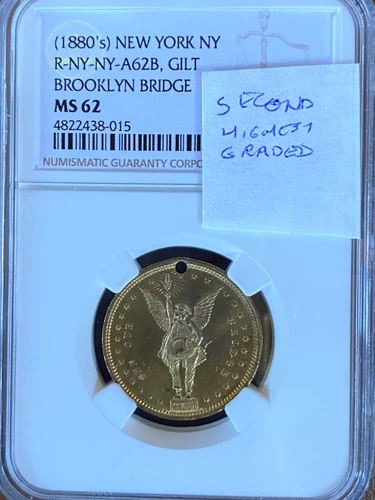 (1880's) NEW YORK NY
R-NY-NY-A62B, GILT
BROOKLYN BRIDGE
MS 62
4822438-015
NUMISMATIC GUARANTY CORPO
SECOND
HIGHEST
GRADED